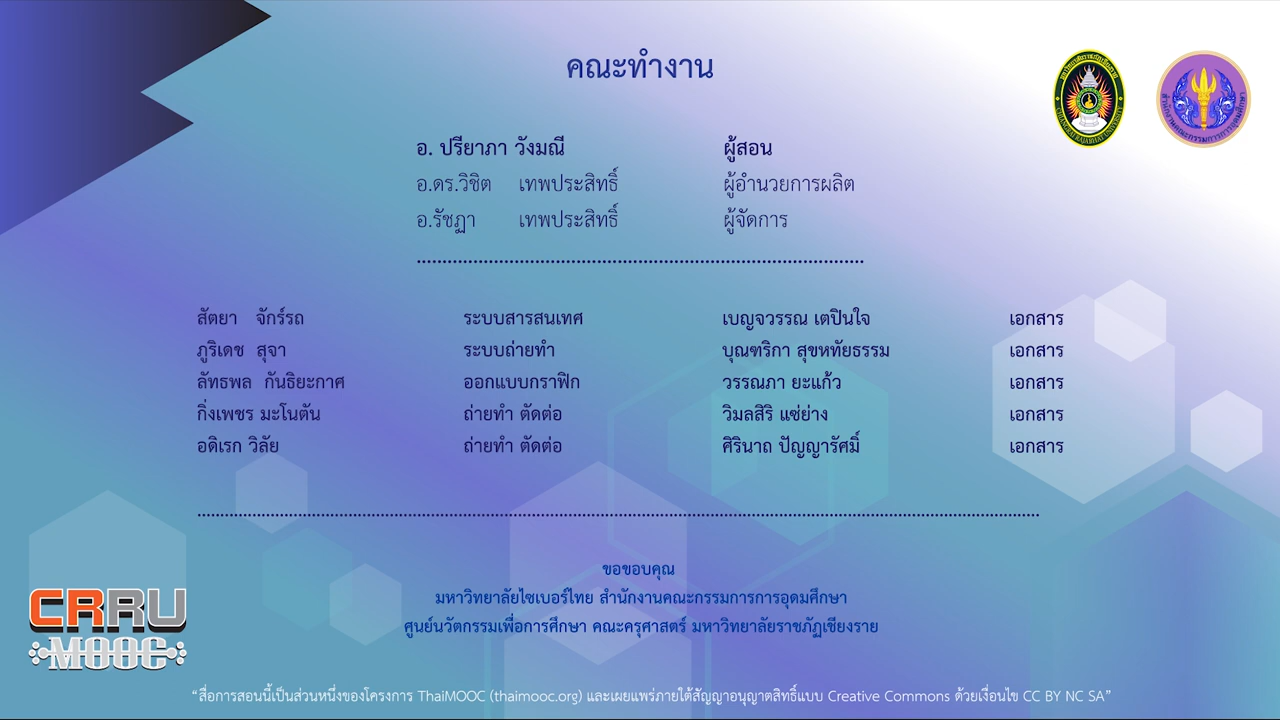 คณะทำงาน
อ. ปรียาภา วังมณี ผู้สอน
อ.ดร.วิชิต เทพประสิทธิ์ ผู้อำนวยการผลิต
อ.รัชฎา เทพประสิทธิ์ ผู้จัดการ
สัตยา จักร์รถ ระบบสารสนเทศ เบญจวรรณ เตปินใจ เอกสาร
ภูริเดช สุจา ระบบถ่ายทำ บุณฑริกา สุขหทัยธรรม เอกสาร
ลัทธพล กันธิยะกาศ ออกแบบกราฟิก วรรณภา ยะแก้ว เอกสาร
กิ่งเพชร มะโนตัน ถ่ายทำ ตัดต่อ วิมลสิริ แซ่ย่าง เอกสาร
อดิเรก วิลัย ถ่ายทำ ตัดต่อ ศิรินาถ ปัญญารัศมิ์ เอกสาร
ขอขอบคุณ
มหาวิทยาลัยไซเบอร์ไทย สำนักงานคณะกรรมการการอุดมศึกษา
ศูนย์นวัตกรรมเพื่อการศึกษา คณะครุศาสตร์ มหาวิทยาลัยราชภัฏเชียงราย
CRRU
MOOC
“สื่อการสอนนี้เป็นส่วนหนึ่งของโครงการ ThaiMOOC (thaimooc.org) และเผยแพร่ภายใต้สัญญาอนุญาตสิทธิ์แบบ Creative Commons ด้วยเงื่อนไข CC BY NC SA”